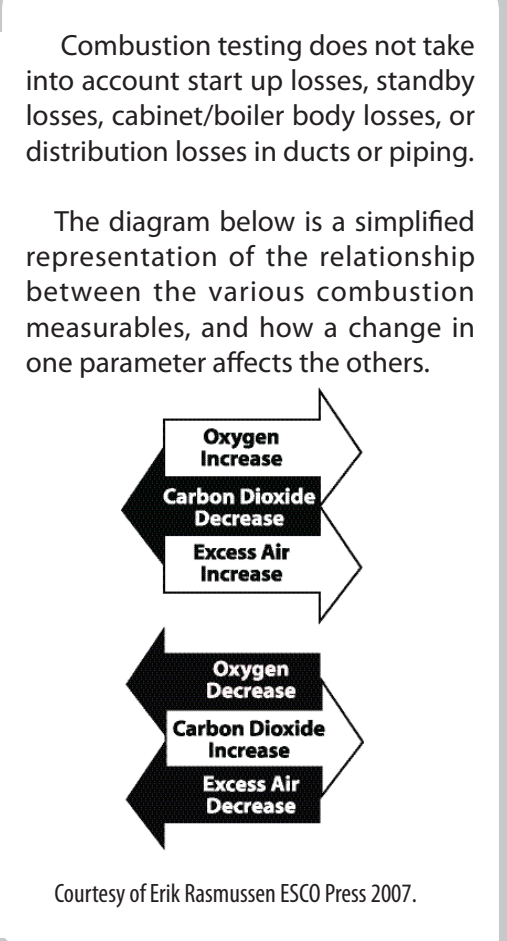 Combustion testing does not take
into account start up losses, standby
losses, cabinet/boiler body losses, or
distribution losses in ducts or piping.
The diagram below is a simplified
representation of the relationship
between the various combustion
measurables, and how a change in
one parameter affects the others.
Oxygen
Increase
Carbon Dioxide
Decrease
Excess Air
Increase
Oxygen
Decrease
Carbon Dioxide
Increase
Excess Air
Decrease
Courtesy of Erik Rasmussen ESCO Press 2007.